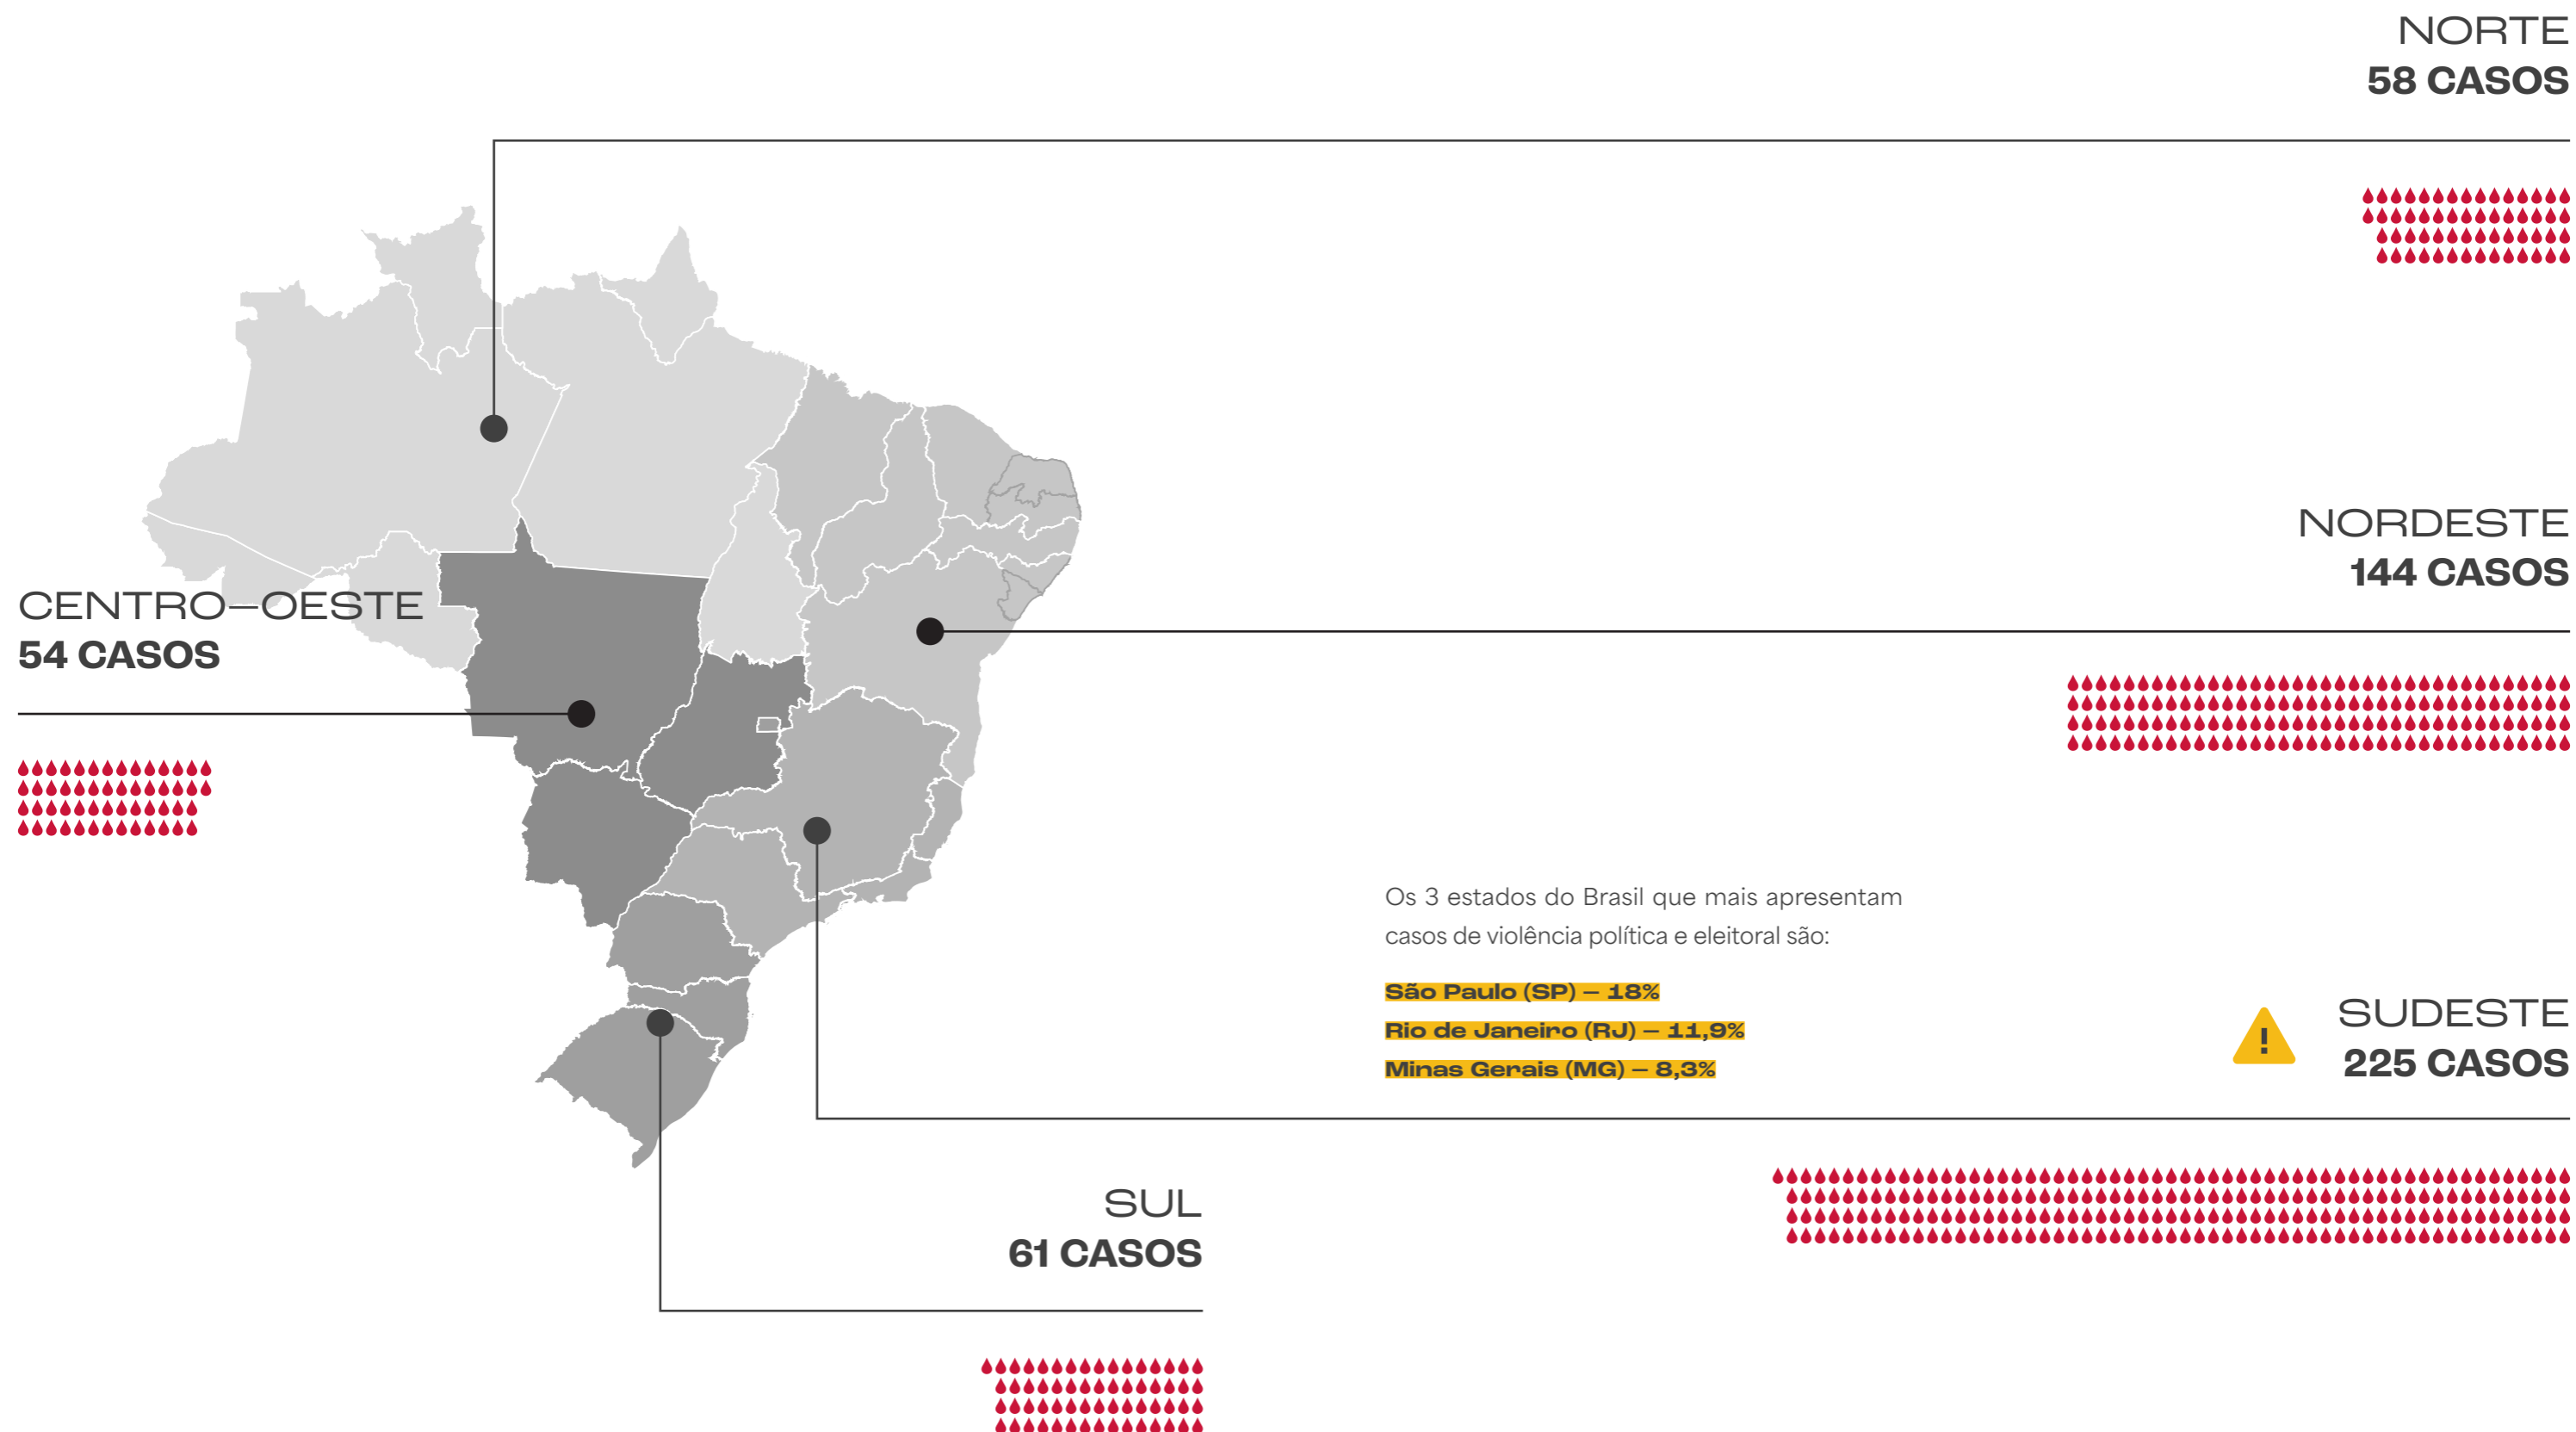 NORTE
58 CASOS
NORDESTE
144 CASOS
CENTRO–OESTE
54 CASOS
Os 3 estados do Brasil que mais apresentam
casos de violência política e eleitoral são:
São Paulo (SP) – 18%
Rio de Janeiro (RJ) – 11,9%
Minas Gerais (MG) – 8,3%
!
SUDESTE
225 CASOS
SUL
61 CASOS